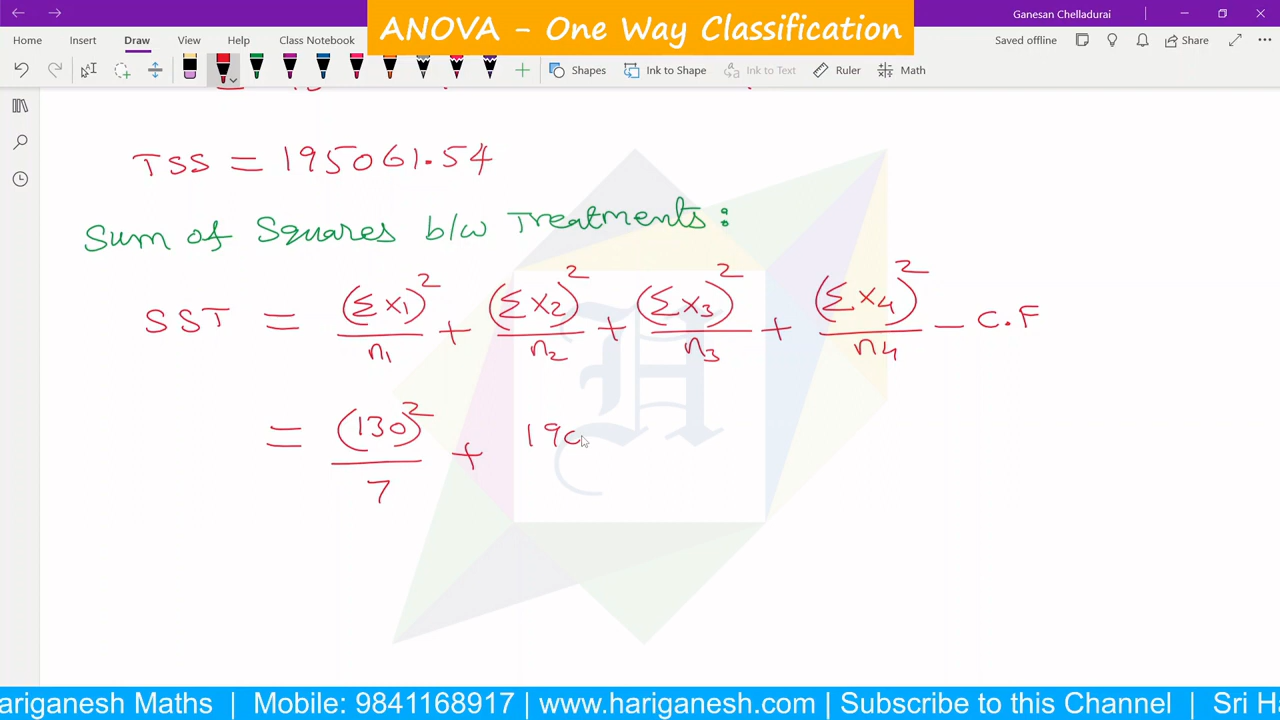 ANOVA - One Way Classification
Ganesan Chelladurai
Home Insert Draw View Help Class Notebook Saved offline Share
Shapes Ink to Shape Ink to Text Ruler Math
TSS = 195061.54
Sum of Squares b/w Treatments:
SST = (Σx1)²/n1 + (Σx2)²/n2 + (Σx3)²/n3 + (Σx4)²/n4 - C.F
= (130)²/7 + 19
ariganesh Maths | Mobile: 9841168917 | www.hariganesh.com | Subscribe to this Channel | Sri H